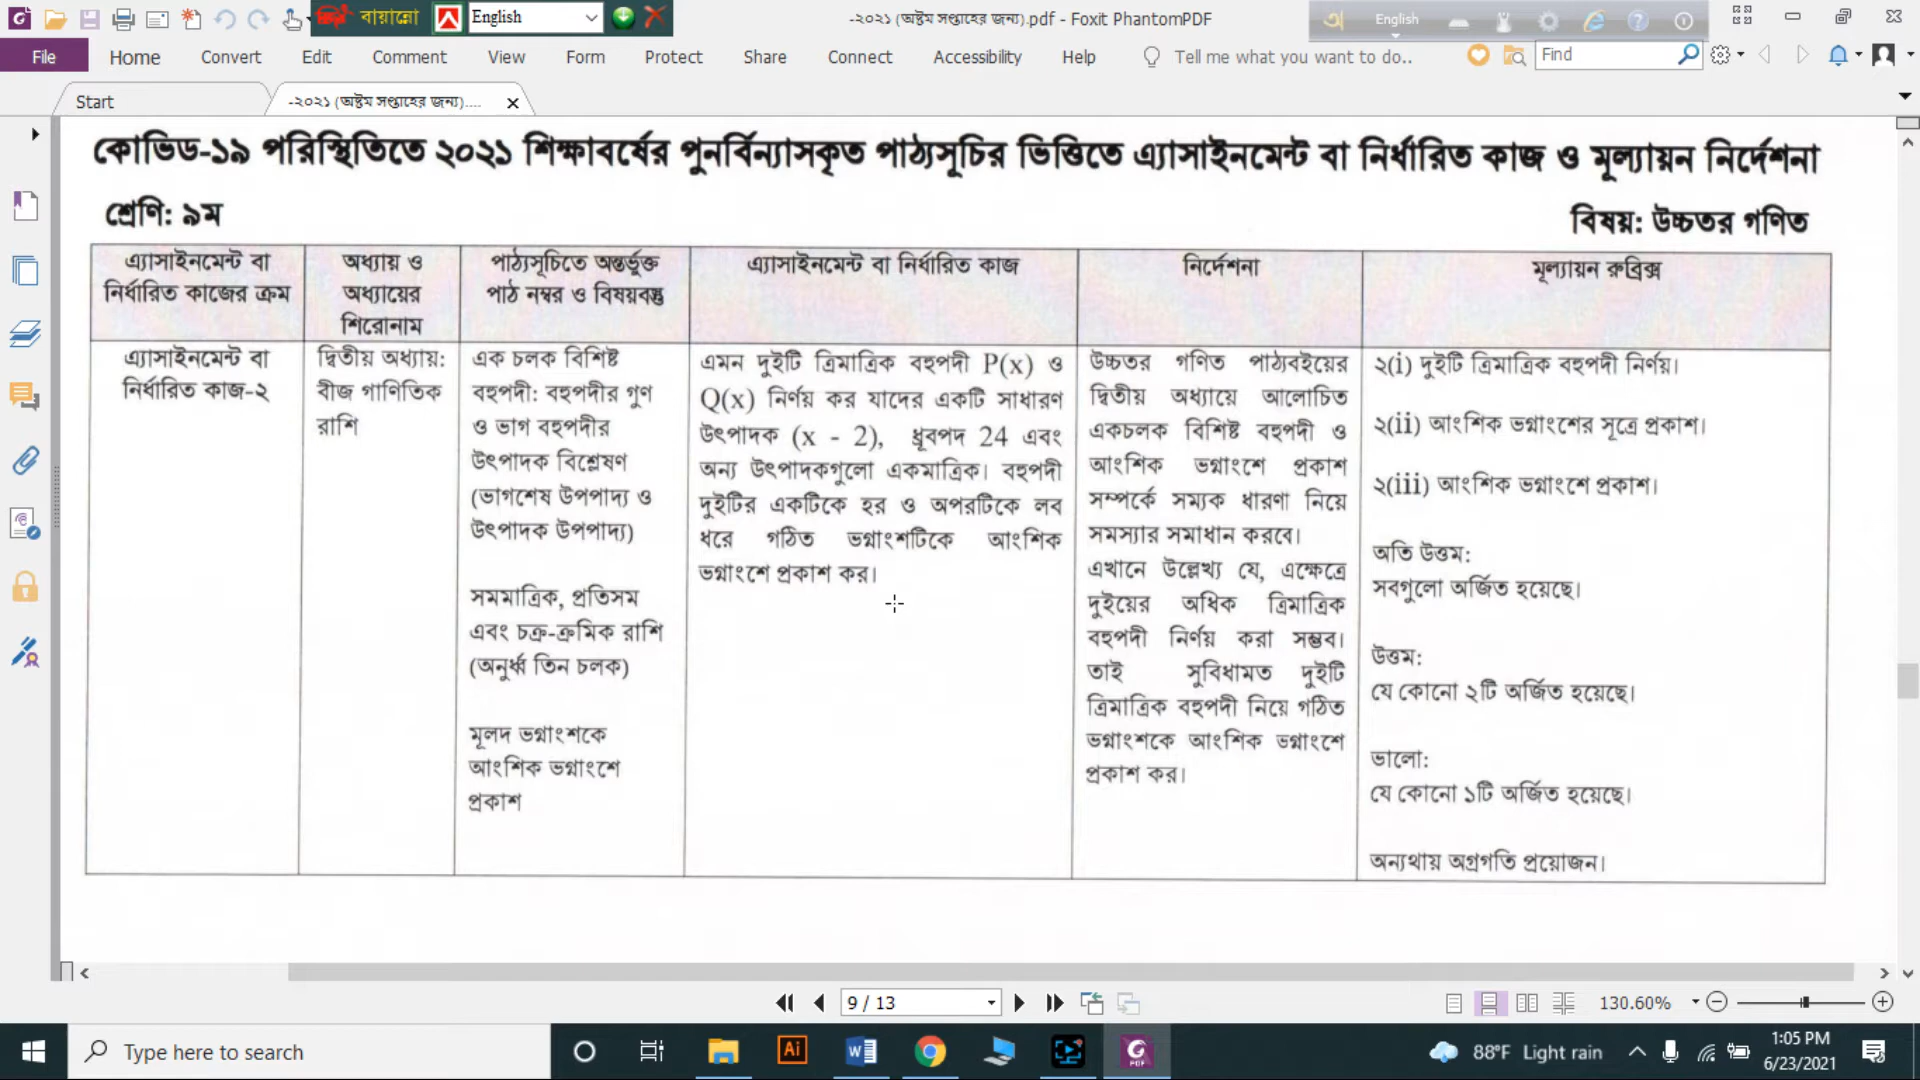 বায়ান্নো
English
-২০২১ (অষ্টম সপ্তাহের জন্য).pdf - Foxit PhantomPDF
English
File
Home
Convert
Edit
Comment
View
Form
Protect
Share
Connect
Accessibility
Help
Tell me what you want to do..
Find
Start
-২০২১ (অষ্টম সপ্তাহের জন্য)....
কোভিড-১৯ পরিস্থিতিতে ২০২১ শিক্ষাবর্ষের পুনর্বিন্যাসকৃত পাঠ্যসূচির ভিত্তিতে এ্যাসাইনমেন্ট বা নির্ধারিত কাজ ও মূল্যায়ন নির্দেশনা
শ্রেণি: ৯ম
বিষয়: উচ্চতর গণিত
এ্যাসাইনমেন্ট বা
নির্ধারিত কাজের ক্রম
অধ্যায় ও
অধ্যায়ের
শিরোনাম
পাঠ্যসূচিতে অন্তর্ভুক্ত
পাঠ নম্বর ও বিষয়বস্তু
এ্যাসাইনমেন্ট বা নির্ধারিত কাজ
নির্দেশনা
মূল্যায়ন রুব্রিক্স
এ্যাসাইনমেন্ট বা
নির্ধারিত কাজ-২
দ্বিতীয় অধ্যায়:
বীজ গাণিতিক
রাশি
এক চলক বিশিষ্ট
বহুপদী: বহুপদীর গুণ
ও ভাগ বহুপদীর
উৎপাদক বিশ্লেষণ
(ভাগশেষ উপপাদ্য ও
উৎপাদক উপপাদ্য)
সমমাত্রিক, প্রতিসম
এবং চক্র-ক্রমিক রাশি
(অনুর্ধ্ব তিন চলক)
মূলদ ভগ্নাংশকে
আংশিক ভগ্নাংশে
প্রকাশ
এমন দুইটি ত্রিমাত্রিক বহুপদী P(x) ও
Q(x) নির্ণয় কর যাদের একটি সাধারণ
উৎপাদক (x - 2), ধ্রুবপদ 24 এবং
অন্য উৎপাদকগুলো একমাত্রিক। বহুপদী
দুইটির একটিকে হর ও অপরটিকে লব
ধরে গঠিত ভগ্নাংশটিকে আংশিক
ভগ্নাংশে প্রকাশ কর।
উচ্চতর গণিত পাঠ্যবইয়ের
দ্বিতীয় অধ্যায়ে আলোচিত
একচলক বিশিষ্ট বহুপদী ও
আংশিক ভগ্নাংশে প্রকাশ
সম্পর্কে সম্যক ধারণা নিয়ে
সমস্যার সমাধান করবে।
এখানে উল্লেখ্য যে, এক্ষেত্রে
দুইয়ের অধিক ত্রিমাত্রিক
বহুপদী নির্ণয় করা সম্ভব।
তাই সুবিধামত দুইটি
ত্রিমাত্রিক বহুপদী নিয়ে গঠিত
ভগ্নাংশকে আংশিক ভগ্নাংশে
প্রকাশ কর।
২(i) দুইটি ত্রিমাত্রিক বহুপদী নির্ণয়।
২(ii) আংশিক ভগ্নাংশের সূত্রে প্রকাশ।
২(iii) আংশিক ভগ্নাংশে প্রকাশ।
অতি উত্তম:
সবগুলো অর্জিত হয়েছে।
উত্তম:
যে কোনো ২টি অর্জিত হয়েছে।
ভালো:
যে কোনো ১টি অর্জিত হয়েছে।
অন্যথায় অগ্রগতি প্রয়োজন।
9 / 13
130.60%
Type here to search
Ai
W
PDF
88°F Light rain
1:05 PM
6/23/2021